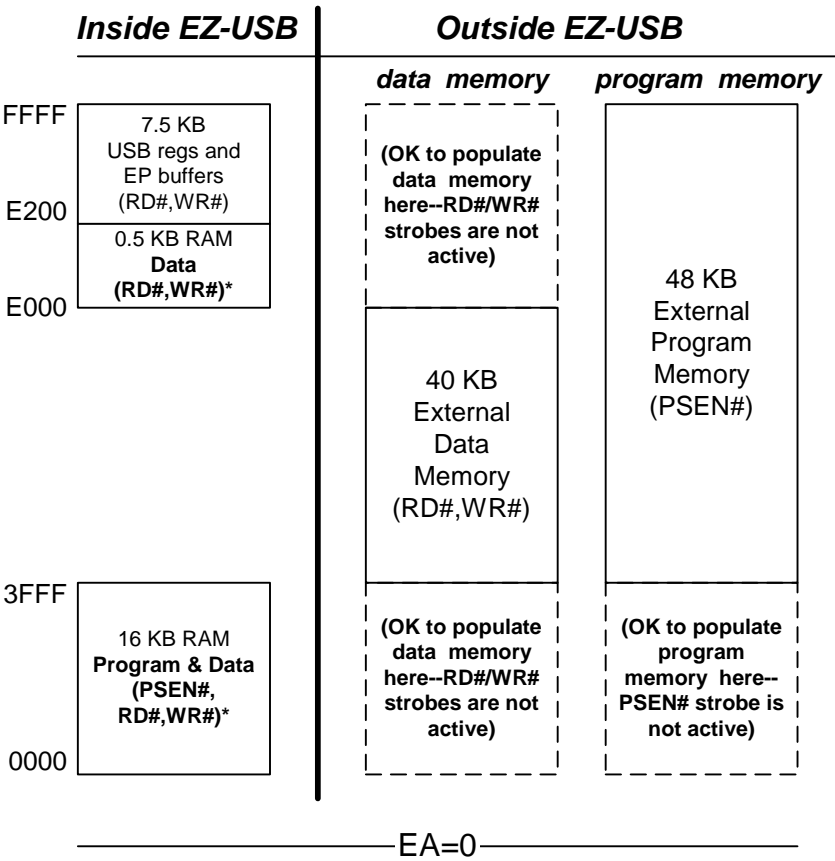 Inside EZ-USB
Outside EZ-USB
data memory
program memory
FFFF
E200
E000
3FFF
0000
7.5 KB
USB regs and
EP buffers
(RD#,WR#)
0.5 KB RAM
Data
(RD#,WR#)*
16 KB RAM
Program & Data
(PSEN#,
RD#,WR#)*
(OK to populate
data memory
here--RD#/WR#
strobes are not
active)
40 KB
External
Data
Memory
(RD#,WR#)
(OK to populate
data memory
here--RD#/WR#
strobes are not
active)
48 KB
External
Program
Memory
(PSEN#)
(OK to populate
program
memory here--
PSEN# strobe is
not active)
EA=0